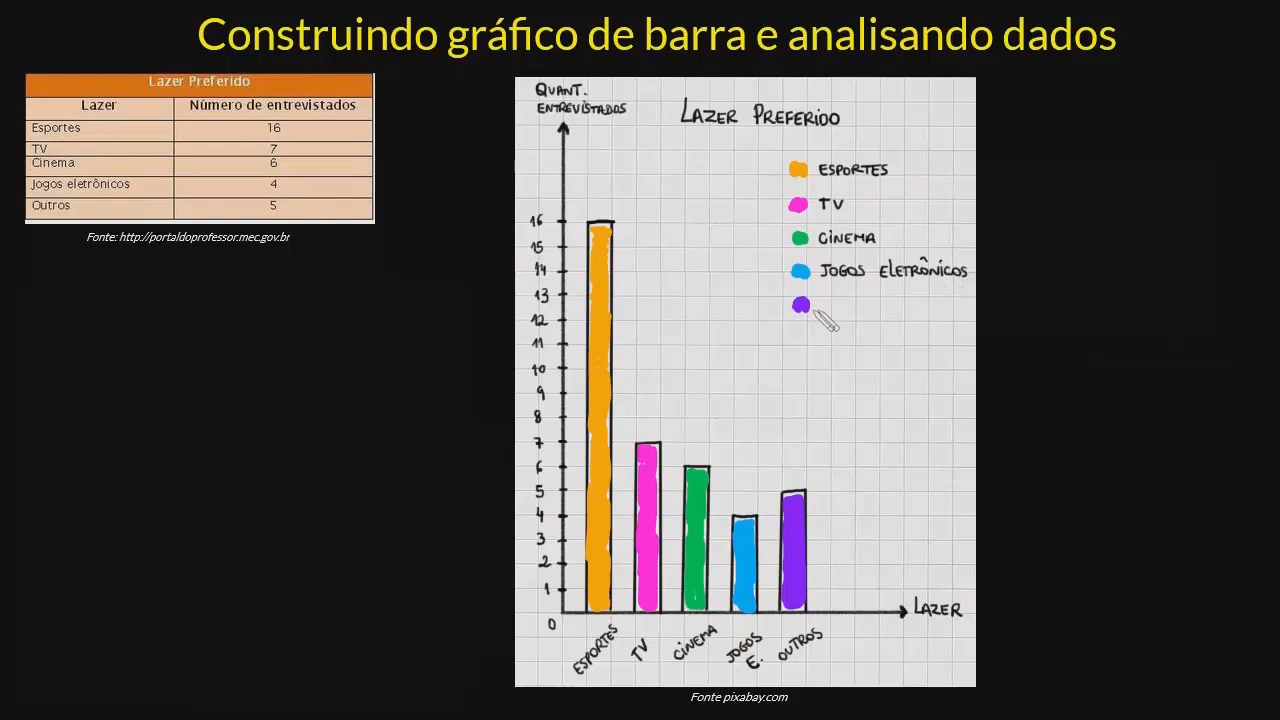 Construindo gráfico de barra e analisando dados
Lazer Preferido
Lazer Número de entrevistados
Esportes 16
TV 7
Cinema 6
Jogos eletrônicos 4
Outros 5
Fonte: http://portaldoprofessor.mec.gov.br
QUANT.
ENTREVISTADOS
LAZER PREFERIDO
ESPORTES
TV
CINEMA
JOGOS ELETRÔNICOS
16
15
14
13
12
11
10
9
8
7
6
5
4
3
2
1
0
LAZER
ESPORTES TV CINEMA JOGOS E. OUTROS
Fonte pixabay.com